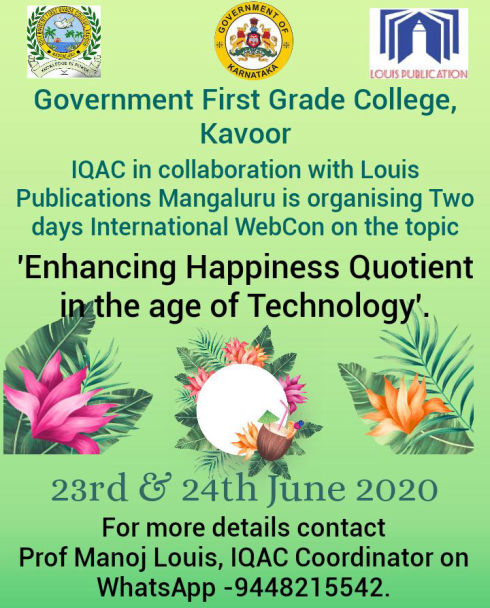 GOVERNMENT OF
KARNATAKA
LOUIS PUBLICATION
Government First Grade College,
Kavoor
IQAC in collaboration with Louis
Publications Mangaluru is organising Two
days International WebCon on the topic
'Enhancing Happiness Quotient
in the age of Technology'.
23rd & 24th June 2020
For more details contact
Prof Manoj Louis, IQAC Coordinator on
WhatsApp -9448215542.